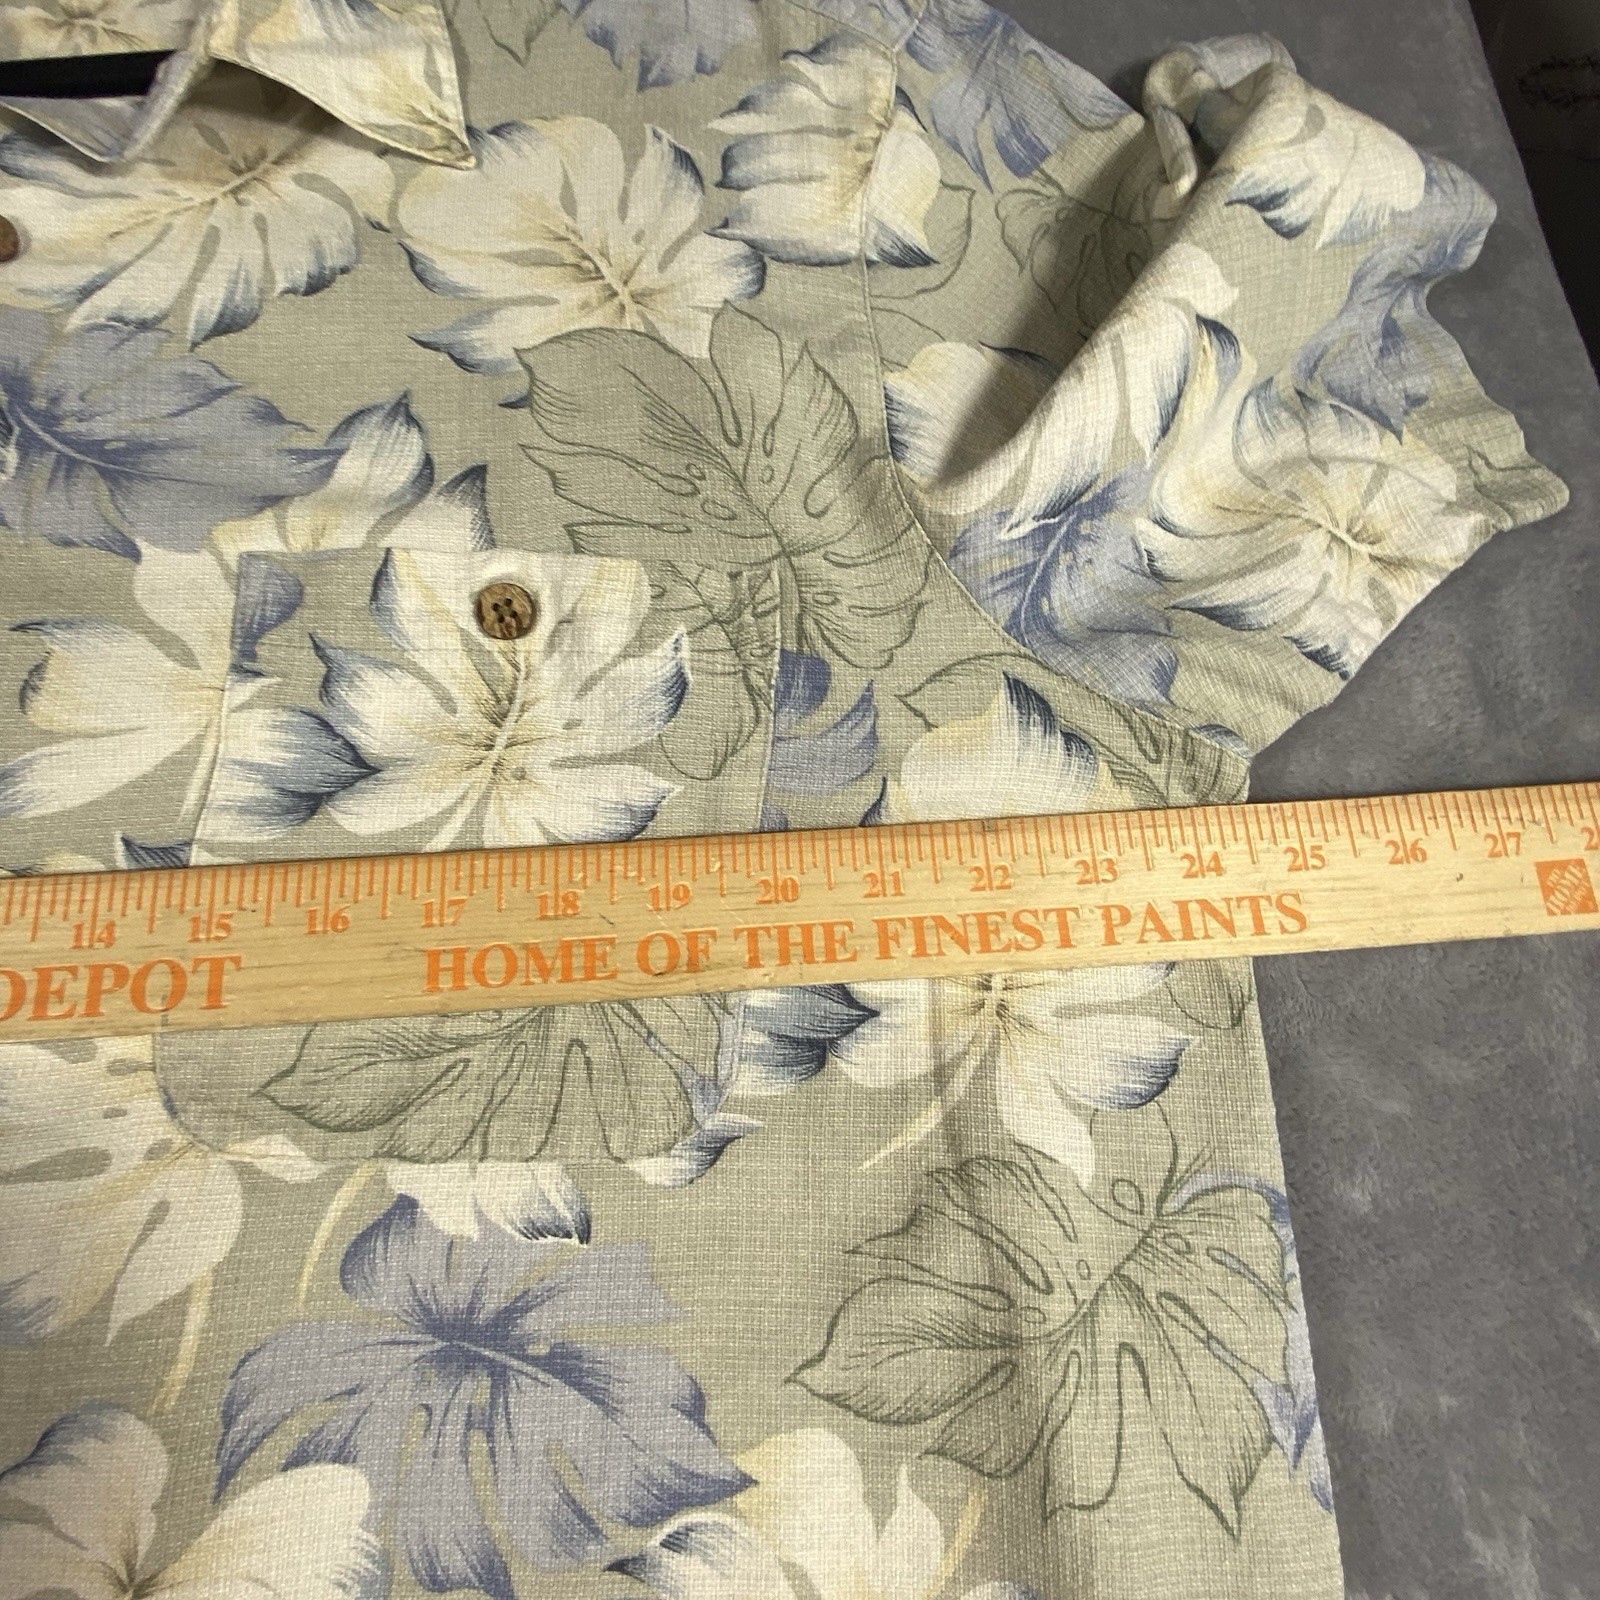 14 15 16 17 18 19 20 21 22 23 24 25 26 27
DEPOT HOME OF THE FINEST PAINTS